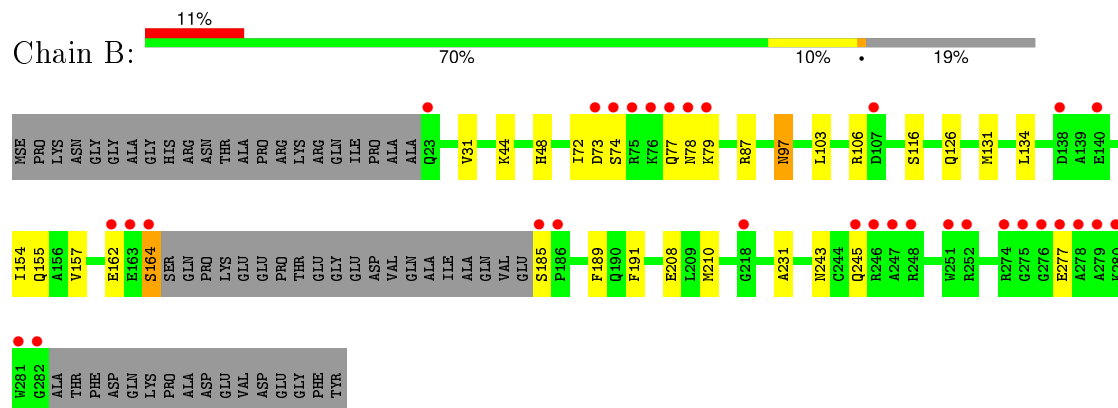 11%
Chain B:
70% 10% • 19%
MSE PRO LYS ASN GLY GLY ALA GLY HIS ARG ASN THR ALA PRO ARG LYS ARG GLN ILE PRO ALA ALA Q23 V31 K44 H48 I72 D73 S74 R75 K76 Q77 N78 K79 R87 N97 L103 R106 D107 S116 Q126 M131 L134 D138 A139 E140
I154 Q155 A156 V157 E162 E163 S164 SER GLN PRO LYS GLU GLU PRO THR GLU GLY GLU GLU ASP VAL GLN ALA ILE ALA GLN VAL GLU S185 P186 F189 Q190 F191 E208 L209 M210 G218 A231 N243 C244 Q245 R246 A247 R248 W251 R252 R274 G275 G276 E277 A278 A279
W281 G282 ALA THR PHE ASP GLN LYS PRO ALA ASP GLU VAL ASP GLU GLY PHE TYR